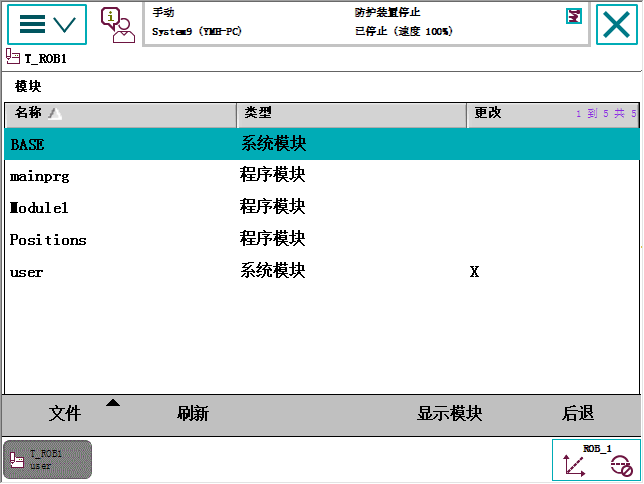 手动 防护装置停止
System9 (YMH-PC) 已停止 (速度 100%)
T_ROB1
模块
名称 类型 更改 1 到 5 共 5
BASE 系统模块
mainprg 程序模块
Module1 程序模块
Positions 程序模块
user 系统模块 X
文件 刷新 显示模块 后退
T_ROB1
user
ROB_1